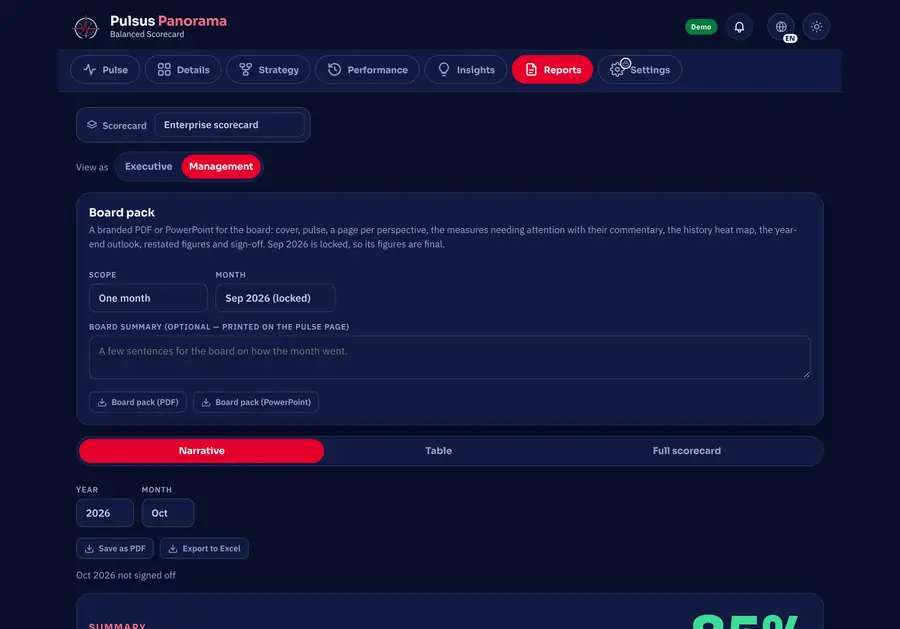 Pulsus Panorama
Balanced Scorecard
Demo
EN
Pulse
Details
Strategy
Performance
Insights
Reports
Settings
Scorecard
Enterprise scorecard
View as
Executive
Management
Board pack
A branded PDF or PowerPoint for the board: cover, pulse, a page per perspective, the measures needing attention with their commentary, the history heat map, the year-
end outlook, restated figures and sign-off. Sep 2026 is locked, so its figures are final.
SCOPE
MONTH
One month
Sep 2026 (locked)
BOARD SUMMARY (OPTIONAL — PRINTED ON THE PULSE PAGE)
A few sentences for the board on how the month went.
Board pack (PDF)
Board pack (PowerPoint)
Narrative
Table
Full scorecard
YEAR
MONTH
2026
Oct
Save as PDF
Export to Excel
Oct 2026 not signed off
SUMMARY
85%